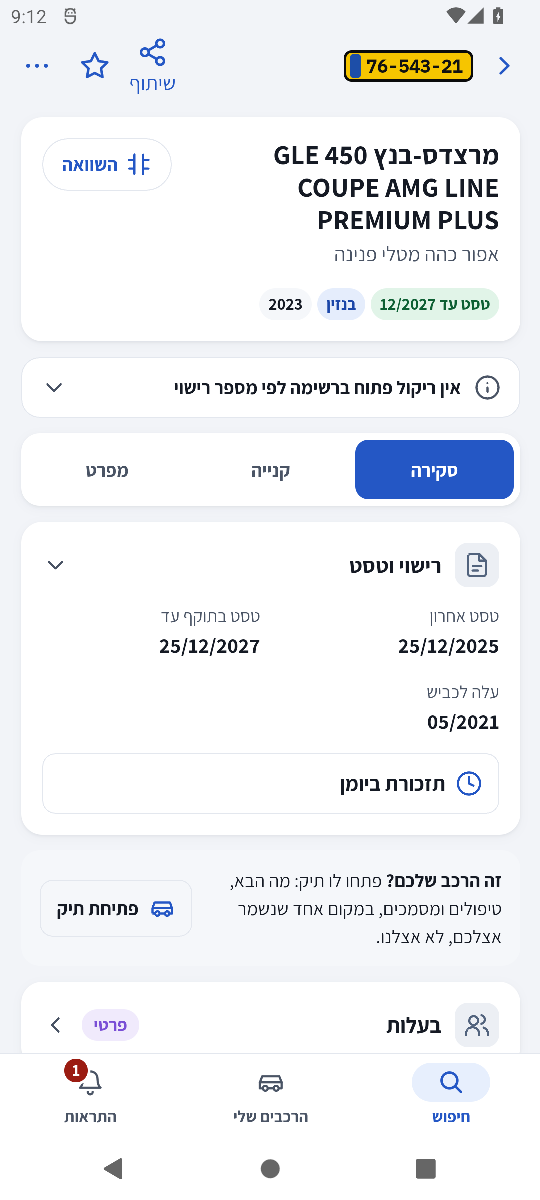 9:12
76-543-21
שיתוף
מרצדס-בנץ GLE 450
COUPE AMG LINE
PREMIUM PLUS
השוואה
אפור כהה מטלי פנינה
טסט עד 12/2027
בנזין
2023
אין ריקול פתוח ברשימה לפי מספר רישוי
סקירה
קנייה
מפרט
רישוי וטסט
טסט אחרון
טסט בתוקף עד
25/12/2025
25/12/2027
עלה לכביש
05/2021
תזכורת ביומן
זה הרכב שלכם? פתחו לו תיק: מה הבא,
טיפולים ומסמכים, במקום אחד שנשמר
אצלכם, לא אצלנו.
פתיחת תיק
בעלות
פרטי
חיפוש
הרכבים שלי
1
התראות